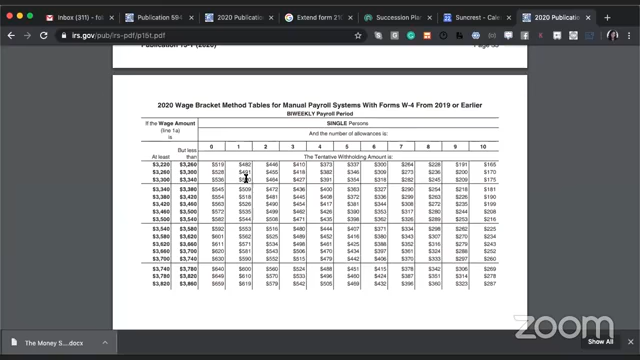 Inbox (311) - fo
Publication 594
2020 Publication
Extend form 210
Succession Plan
Suncrest - Cale
2020 Publication
irs.gov/pub/irs-pdf/p15t.pdf
2020 Wage Bracket Method Tables for Manual Payroll Systems With Forms W-4 From 2019 or Earlier
BIWEEKLY Payroll Period
If the Wage Amount (line 1a) is
SINGLE Persons
And the number of allowances is:
At least But less than 0 1 2 3 4 5 6 7 8 9 10
The Tentative Withholding Amount is:
$3,220 $3,260 $519 $482 $446 $410 $373 $337 $300 $264 $228 $191 $165
$3,260 $3,300 $528 $491 $455 $418 $382 $346 $309 $273 $236 $200 $170
$3,300 $3,340 $536 $464 $427 $391 $354 $318 $282 $245 $209 $175
$3,340 $3,380 $545 $509 $472 $436 $400 $363 $327 $290 $254 $218 $181
$3,380 $3,420 $554 $518 $481 $445 $408 $372 $336 $299 $263 $226 $190
$3,420 $3,460 $563 $526 $490 $454 $417 $381 $344 $308 $272 $235 $199
$3,460 $3,500 $572 $535 $499 $462 $426 $390 $353 $317 $280 $244 $208
$3,500 $3,540 $582 $544 $508 $471 $435 $398 $362 $326 $289 $253 $216
$3,540 $3,580 $592 $553 $516 $480 $444 $407 $371 $334 $298 $262 $225
$3,580 $3,620 $601 $562 $525 $489 $452 $416 $380 $343 $307 $270 $234
$3,620 $3,660 $611 $571 $534 $498 $461 $425 $388 $352 $316 $279 $243
$3,660 $3,700 $620 $581 $543 $506 $470 $434 $397 $361 $324 $288 $252
$3,700 $3,740 $630 $590 $552 $515 $479 $442 $406 $370 $333 $297 $260
$3,740 $3,780 $640 $600 $560 $524 $488 $451 $415 $378 $342 $306 $269
$3,780 $3,820 $649 $610 $570 $533 $496 $460 $424 $387 $351 $314 $278
$3,820 $3,860 $659 $619 $579 $542 $505 $469 $432 $396 $360 $323 $287
The Money S....docx
Show All
zoom